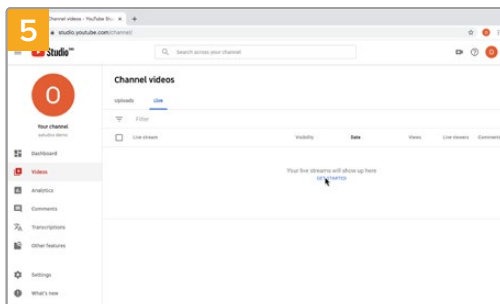 5
Channel videos - YouTube Stu
studio.youtube.com/channel/
Studio
Search across your channel
O
O
Your channel
Channel videos
Uploads
Live
Filter
Live stream
Visibility
Date
Views
Live viewers
Comments
Your live streams will show up here
GET STARTED
Dashboard
Videos
Analytics
Comments
Transcriptions
Other features
Settings
What's new